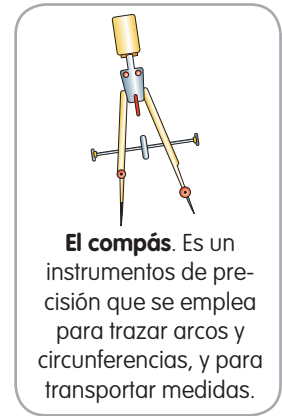 El compás. Es un
instrumentos de pre-
cisión que se emplea
para trazar arcos y
circunferencias, y para
transportar medidas.